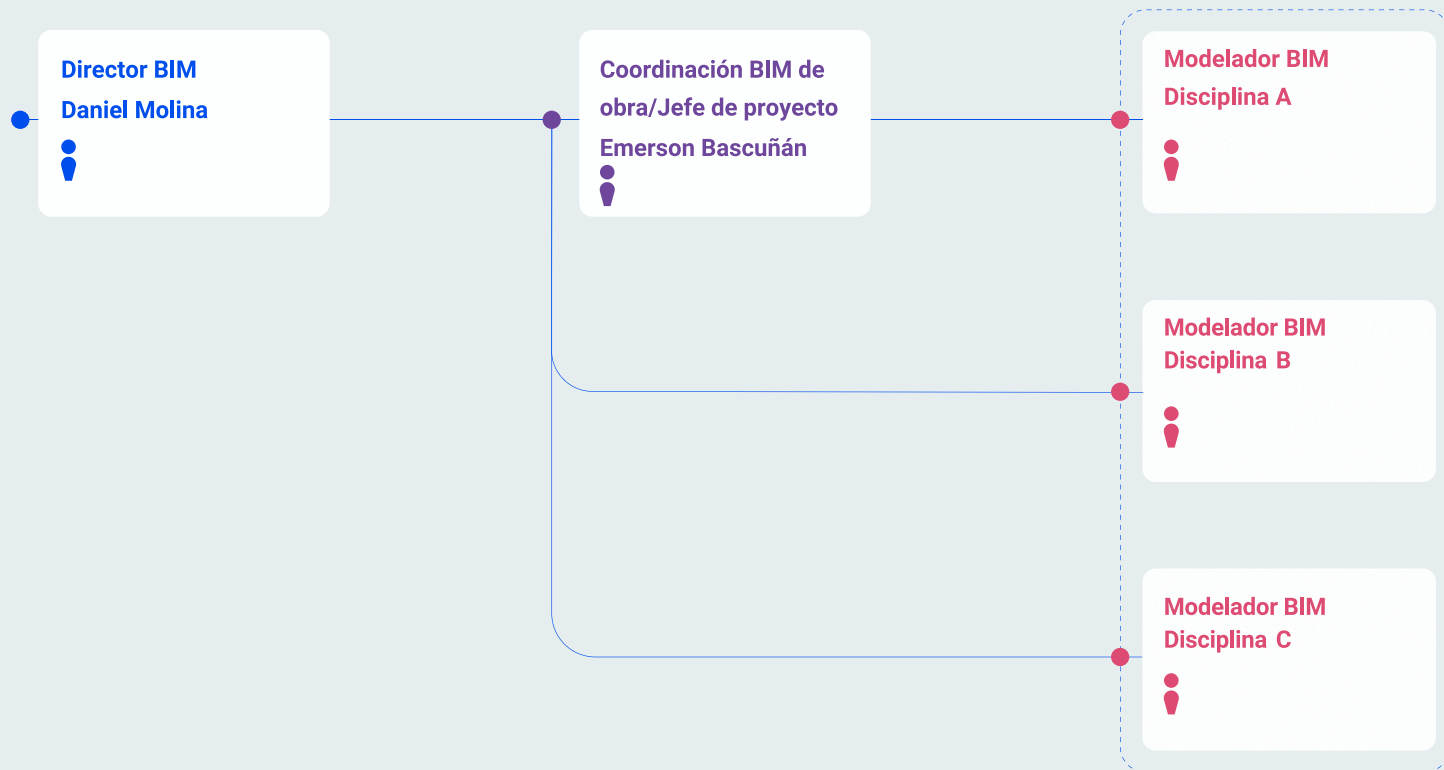 Director BIM
Daniel Molina
Coordinación BIM de
obra/Jefe de proyecto
Emerson Bascuñán
Modelador BIM
Disciplina A
Modelador BIM
Disciplina B
Modelador BIM
Disciplina C